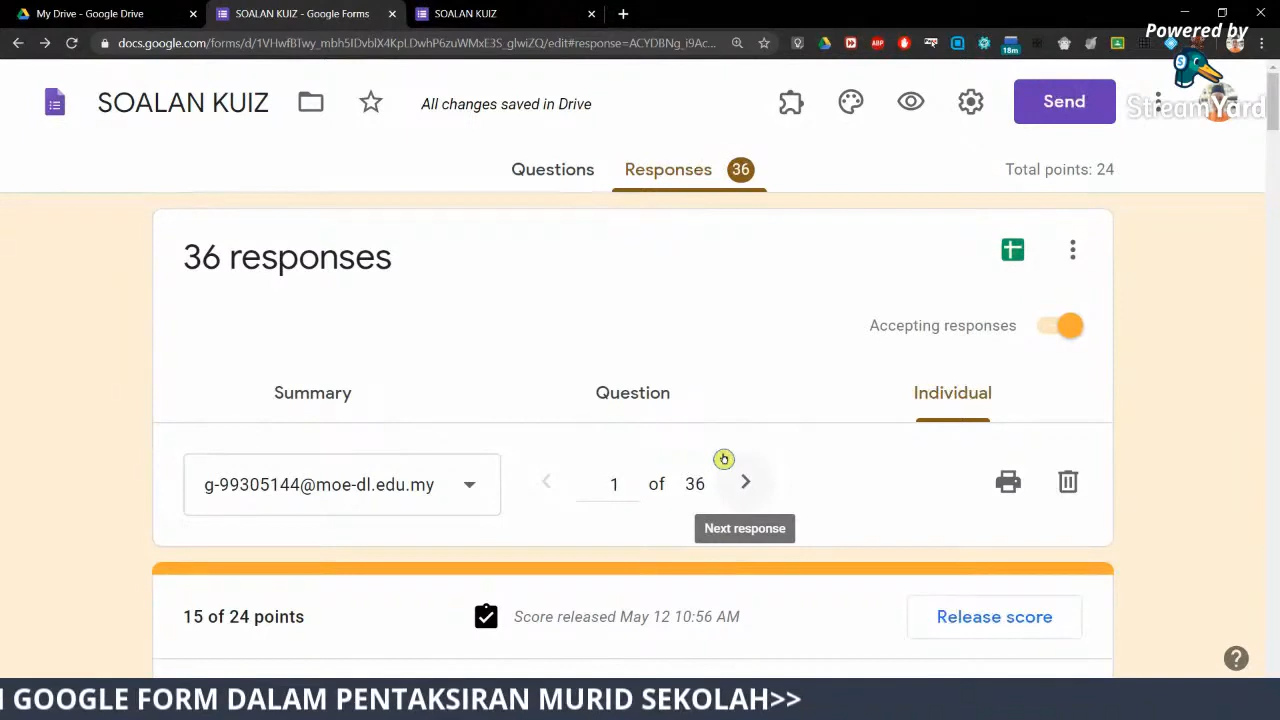 My Drive - Google Drive
SOALAN KUIZ - Google Forms
SOALAN KUIZ
docs.google.com/forms/d/1VHwfBTwy_mbh5IDvblX4KpLDwhP6zuWMxE3S_glwiZQ/edit#response=ACYDBNg_i9Ac...
ABP
18m
Powered by
StreamYard
SOALAN KUIZ
All changes saved in Drive
Send
Questions
Responses 36
Total points: 24
36 responses
Accepting responses
Summary
Question
Individual
g-99305144@moe-dl.edu.my
1 of 36
Next response
15 of 24 points
Score released May 12 10:56 AM
Release score
GOOGLE FORM DALAM PENTAKSIRAN MURID SEKOLAH>>